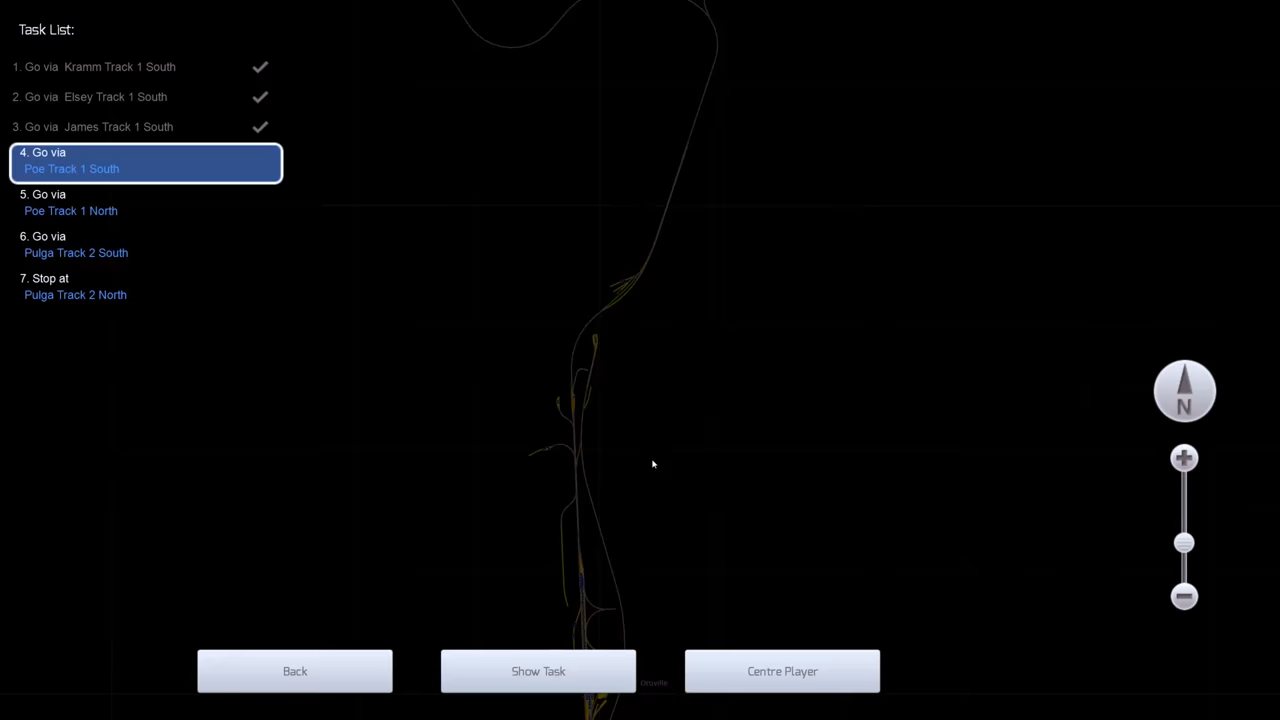 Task List:
1. Go via Kramm Track 1 South
2. Go via Elsey Track 1 South
3. Go via James Track 1 South
4. Go via
Poe Track 1 South
5. Go via
Poe Track 1 North
6. Go via
Pulga Track 2 South
7. Stop at
Pulga Track 2 North
N
Back
Show Task
Centre Player